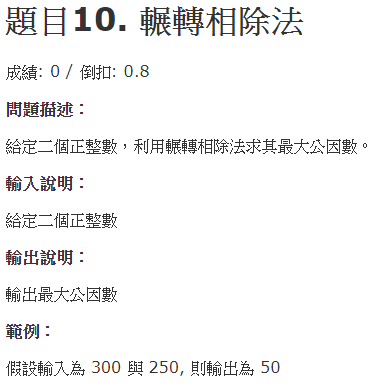 題目10. 輾轉相除法
成績: 0 / 倒扣: 0.8
問題描述：
給定二個正整數，利用輾轉相除法求其最大公因數。
輸入說明：
給定二個正整數
輸出說明：
輸出最大公因數
範例：
假設輸入為 300 與 250, 則輸出為 50